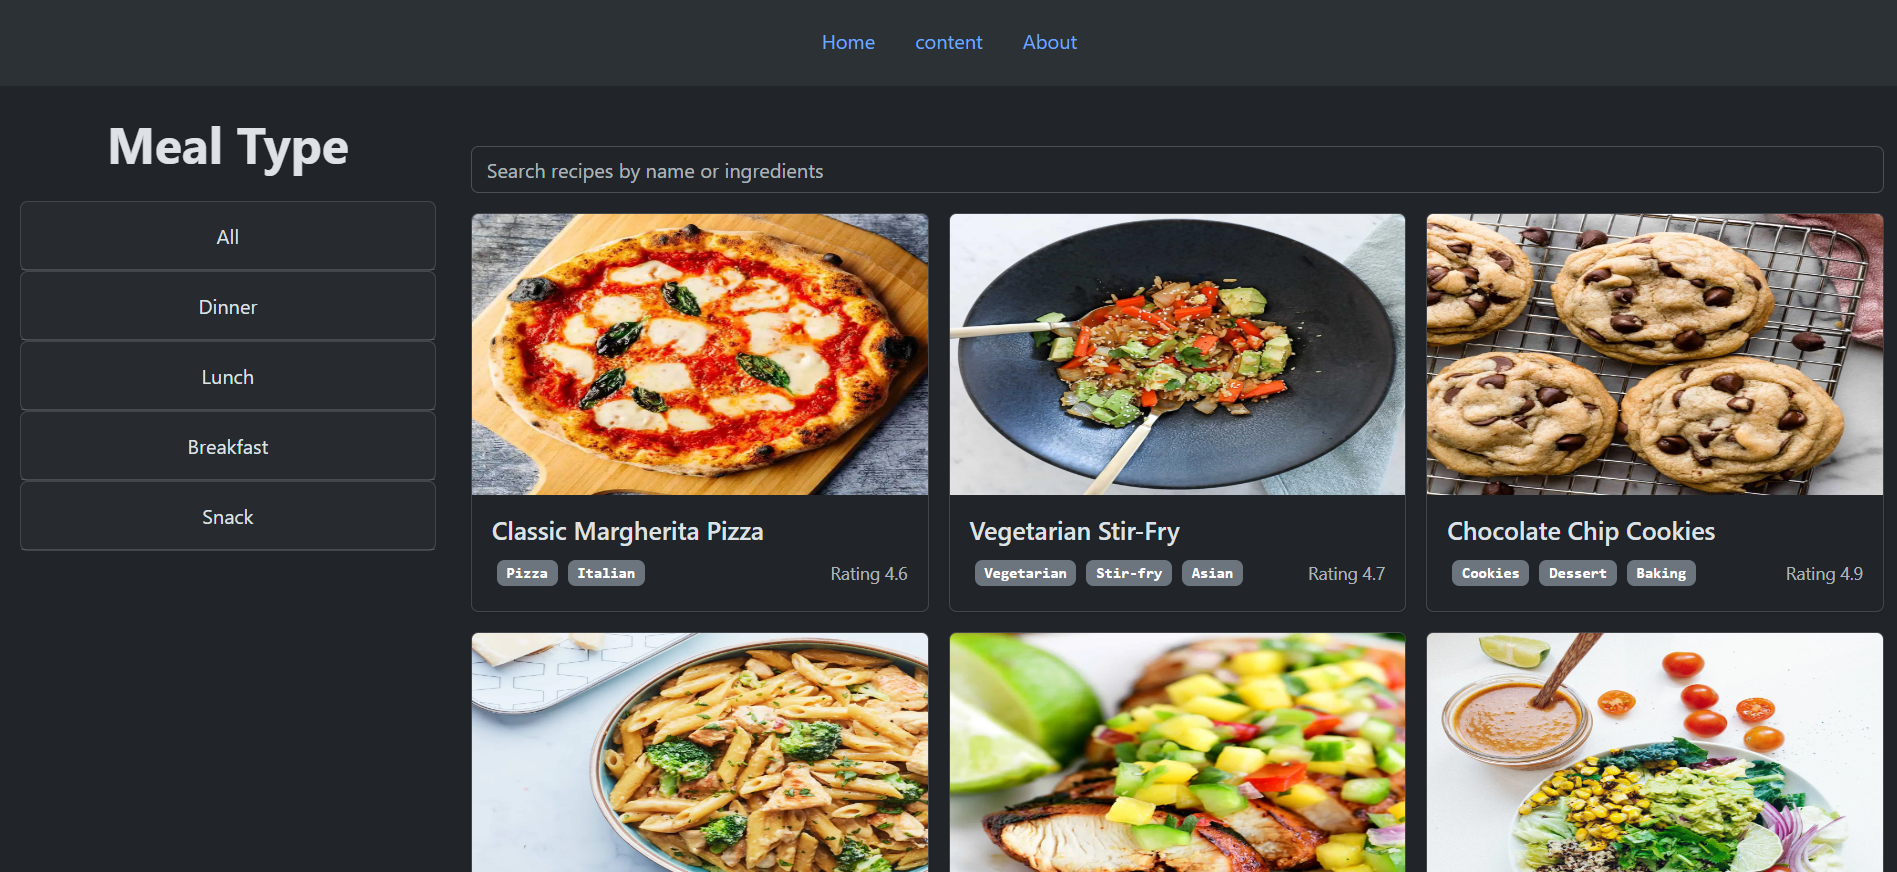 Home content About
Meal Type
All
Dinner
Lunch
Breakfast
Snack
Search recipes by name or ingredients
Classic Margherita Pizza
Pizza Italian Rating 4.6
Vegetarian Stir-Fry
Vegetarian Stir-fry Asian Rating 4.7
Chocolate Chip Cookies
Cookies Dessert Baking Rating 4.9